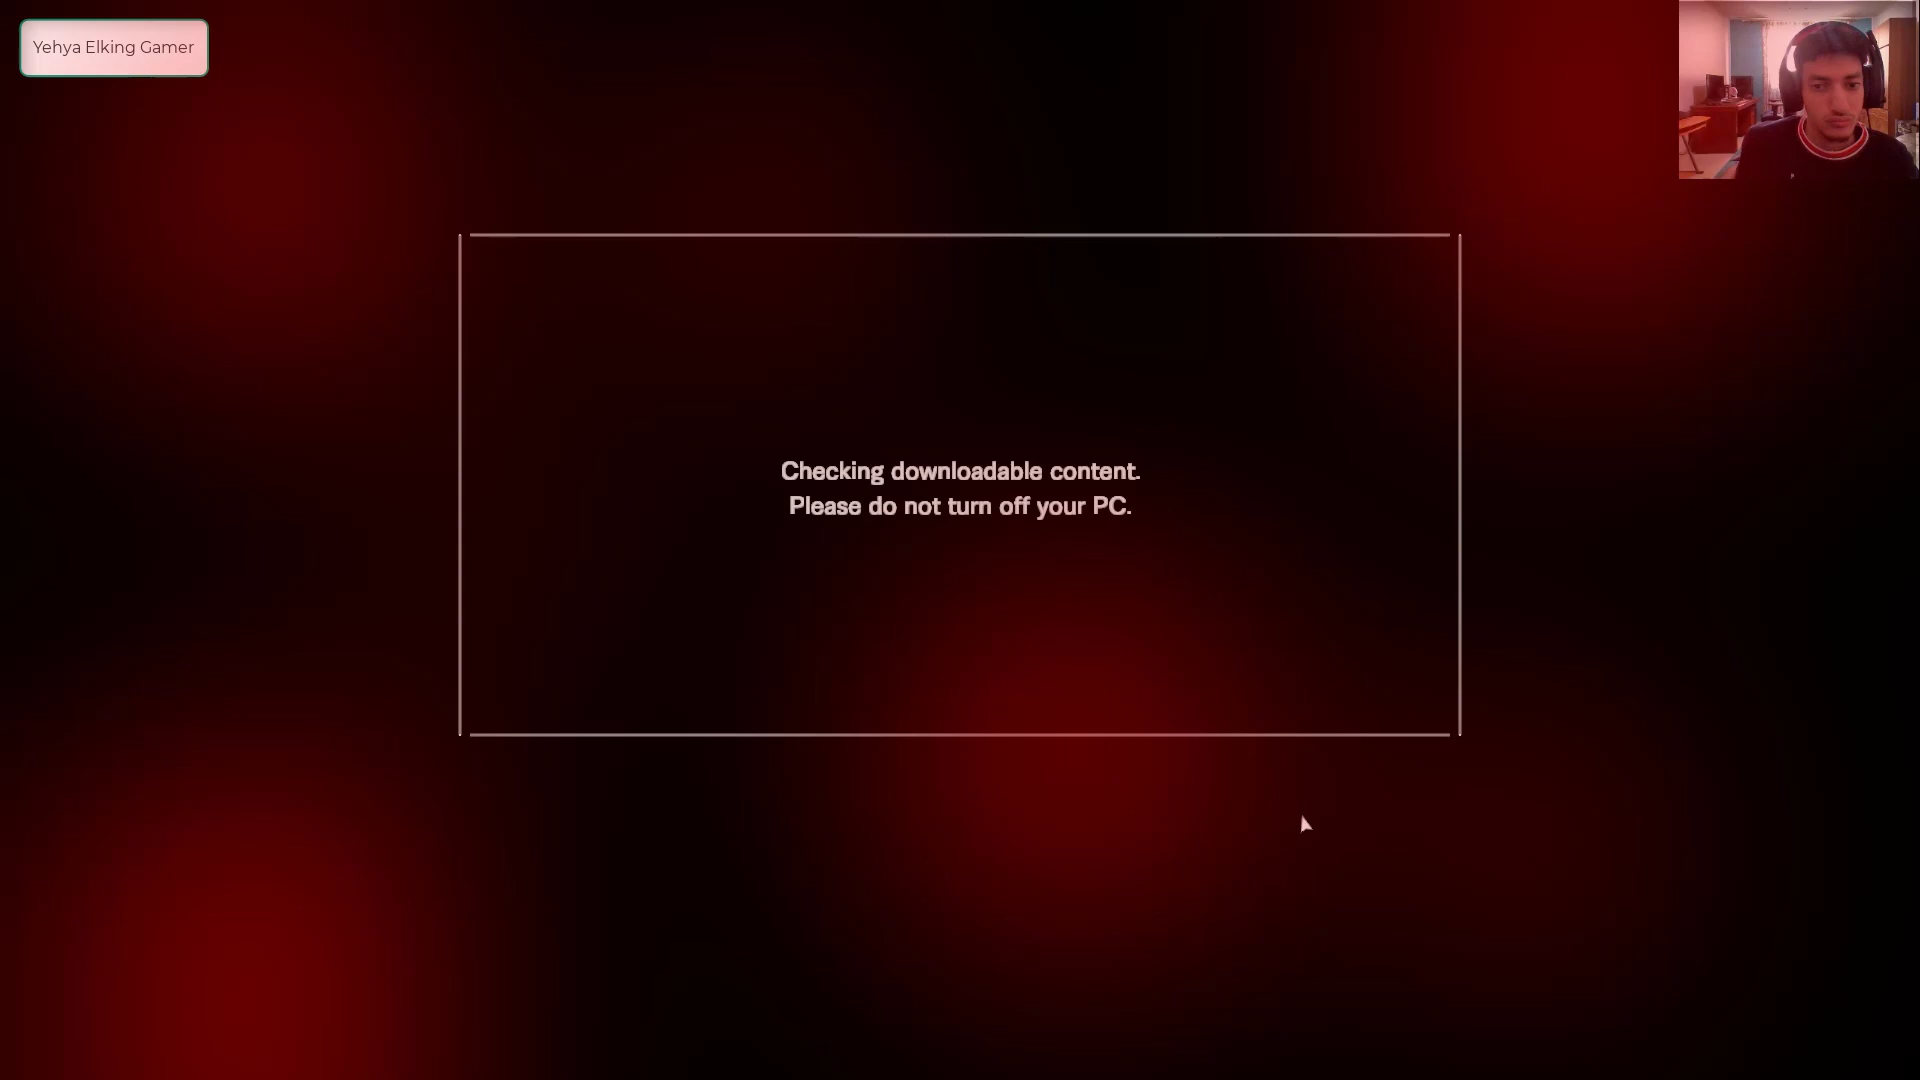 Yehya Elking Gamer
Checking downloadable content.
Please do not turn off your PC.